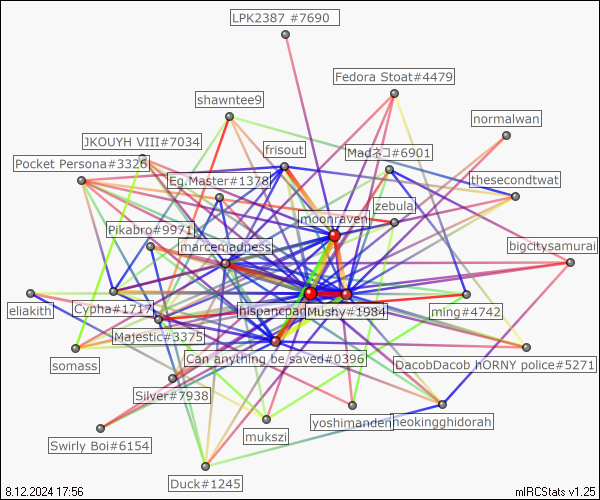 LPK2387 #7690
Fedora Stoat#4479
shawntee9
normalwan
JKOUYH VIII#7034
frisout
Madネコ#6901
Pocket Persona#3326
Eg.Master#1378
thesecondtwat
zebula
moonraven
Pikabro#9971
marcemadness
bigcitysamurai
eliakith
Cypha#1717
Mushy#1984
ming#4742
Majestic#3375
Can anything be saved#0396
somass
DacobDacob hORNY police#5271
Silver#7938
mukszi
yoshimanden
neokingghidorah
Swirly Boi#6154
Duck#1245
8.12.2024 17:56
mIRCStats v1.25